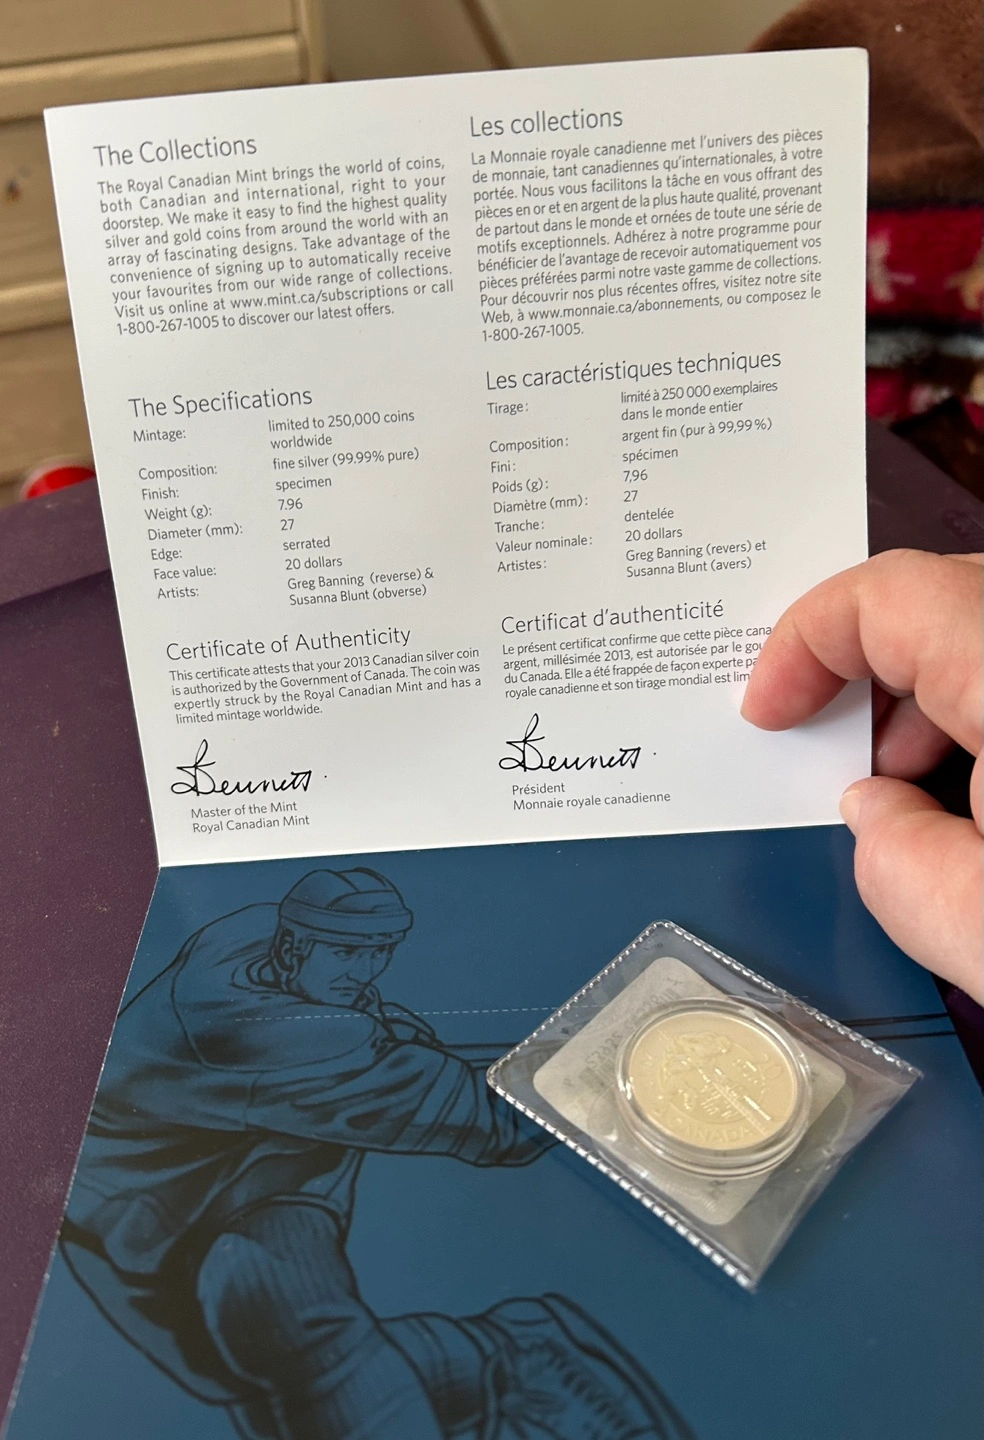 The Collections
The Royal Canadian Mint brings the world of coins,
both Canadian and international, right to your
doorstep. We make it easy to find the highest quality
silver and gold coins from around the world with an
array of fascinating designs. Take advantage of the
convenience of signing up to automatically receive
your favourites from our wide range of collections.
Visit us online at www.mint.ca/subscriptions or call
1-800-267-1005 to discover our latest offers.
The Specifications
Mintage: limited to 250,000 coins
worldwide
Composition: fine silver (99.99% pure)
Finish: specimen
Weight (g): 7.96
Diameter (mm): 27
Edge: serrated
Face value: 20 dollars
Artists: Greg Banning (reverse) &
Susanna Blunt (obverse)
Certificate of Authenticity
This certificate attests that your 2013 Canadian silver coin
is authorized by the Government of Canada. The coin was
expertly struck by the Royal Canadian Mint and has a
limited mintage worldwide.
Bennett
Master of the Mint
Royal Canadian Mint
Les collections
La Monnaie royale canadienne met l'univers des pièces
de monnaie, tant canadiennes qu'internationales, à votre
portée. Nous vous facilitons la tâche en vous offrant des
pièces en or et en argent de la plus haute qualité, provenant
de partout dans le monde et ornées de toute une série de
motifs exceptionnels. Adhérez à notre programme pour
bénéficier de l'avantage de recevoir automatiquement vos
pièces préférées parmi notre vaste gamme de collections.
Pour découvrir nos plus récentes offres, visitez notre site
Web, à www.monnaie.ca/abonnements, ou composez le
1-800-267-1005.
Les caractéristiques techniques
Tirage: limité à 250 000 exemplaires
dans le monde entier
Composition: argent fin (pur à 99,99 %)
Fini: spécimen
Poids (g): 7,96
Diamètre (mm): 27
Tranche: dentelée
Valeur nominale: 20 dollars
Artistes: Greg Banning (revers) et
Susanna Blunt (avers)
Certificat d'authenticité
Le présent certificat confirme que cette pièce cana
argent, millésimée 2013, est autorisée par le gou
du Canada. Elle a été frappée de façon experte pa
royale canadienne et son tirage mondial est lim
Bennett
Président
Monnaie royale canadienne
CANADA